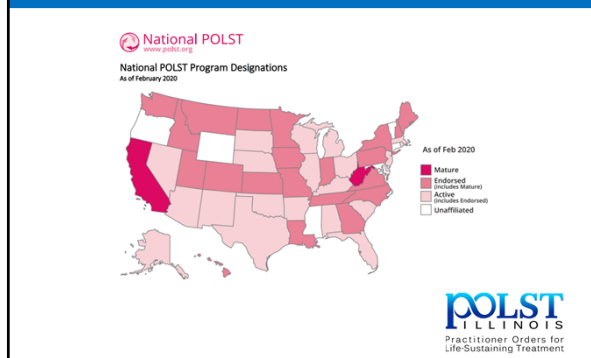 National POLST
www.polst.org
National POLST Program Designations
As of February 2020
As of Feb 2020
Mature
Endorsed
(includes Mature)
Active
(includes Endorsed)
Unaffiliated
POLST
ILLINOIS
Practitioner Orders for
Life-Sustaining Treatment